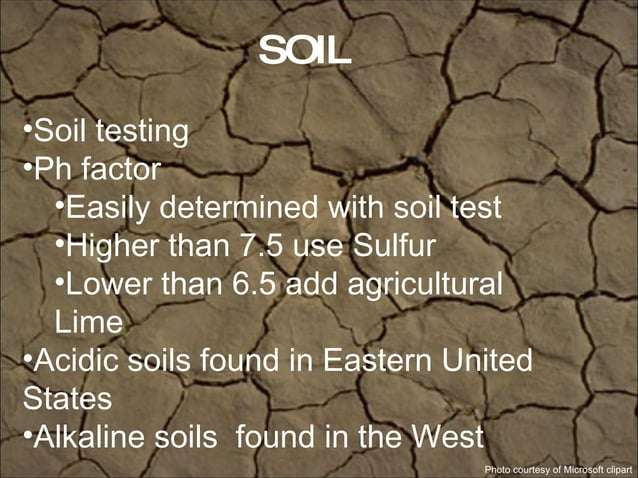 SOIL
•Soil testing
•Ph factor
•Easily determined with soil test
•Higher than 7.5 use Sulfur
•Lower than 6.5 add agricultural
Lime
•Acidic soils found in Eastern United
States
•Alkaline soils  found in the West
Photo courtesy of Microsoft clipart